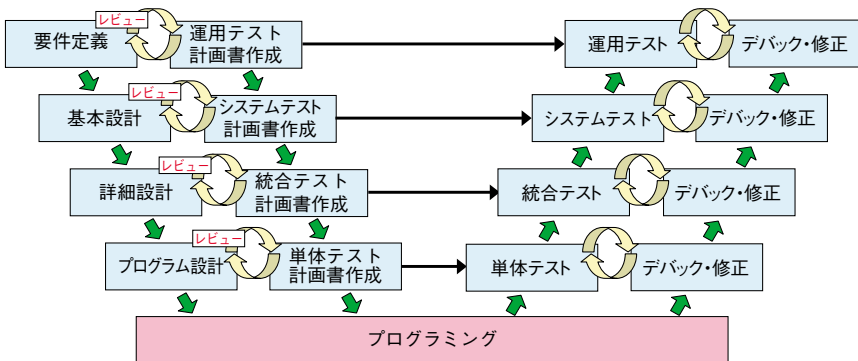 レビュー
要件定義
運用テスト
計画書作成
運用テスト
デバック・修正
レビュー
基本設計
システムテスト
計画書作成
システムテスト
デバック・修正
レビュー
詳細設計
統合テスト
計画書作成
統合テスト
デバック・修正
レビュー
プログラム設計
単体テスト
計画書作成
単体テスト
デバック・修正
プログラミング